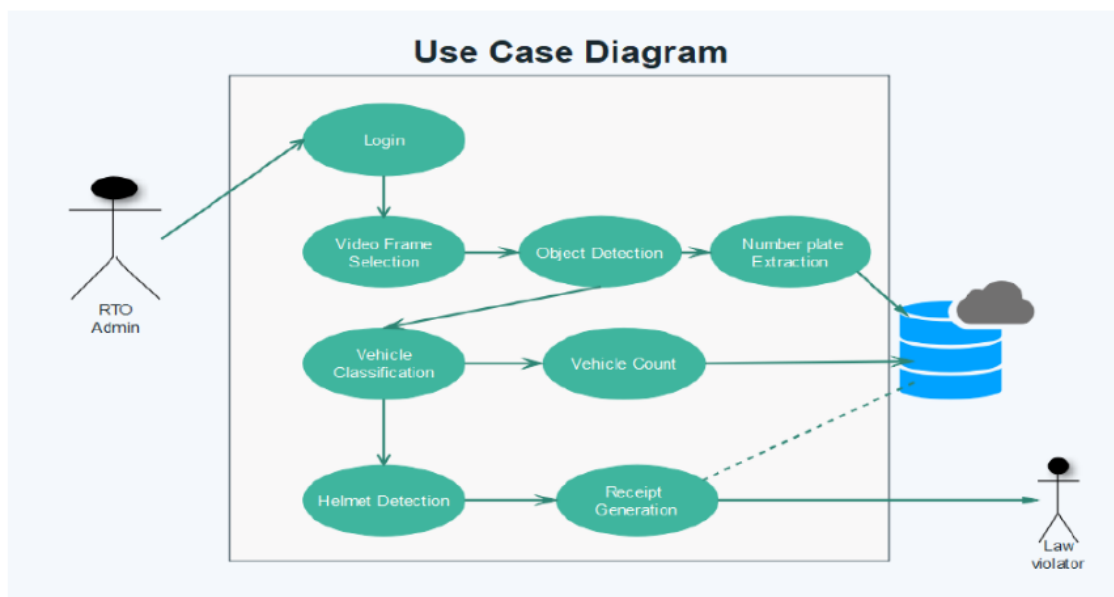 Use Case Diagram
Login
Video Frame
Selection
Object Detection
Number plate
Extraction
RTO
Admin
Vehicle
Classification
Vehicle Count
Helmet Detection
Receipt
Generation
Law
violator